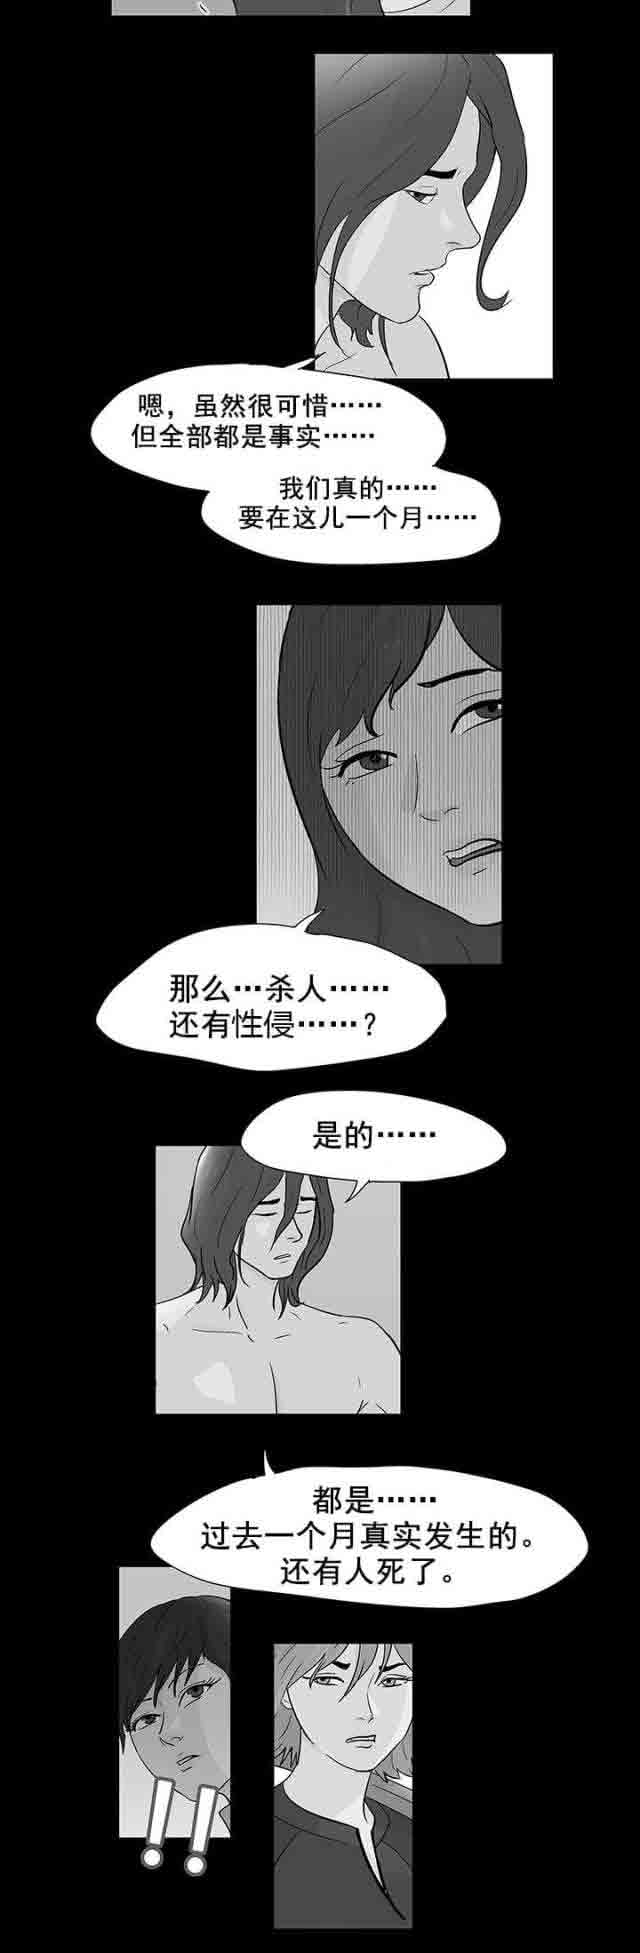 嗯，虽然很可惜……
但全部都是事实……
我们真的……
要在这儿一个月……
那么…杀人……
还有性侵……？
是的……
都是……
过去一个月真实发生的。
还有人死了。
！！